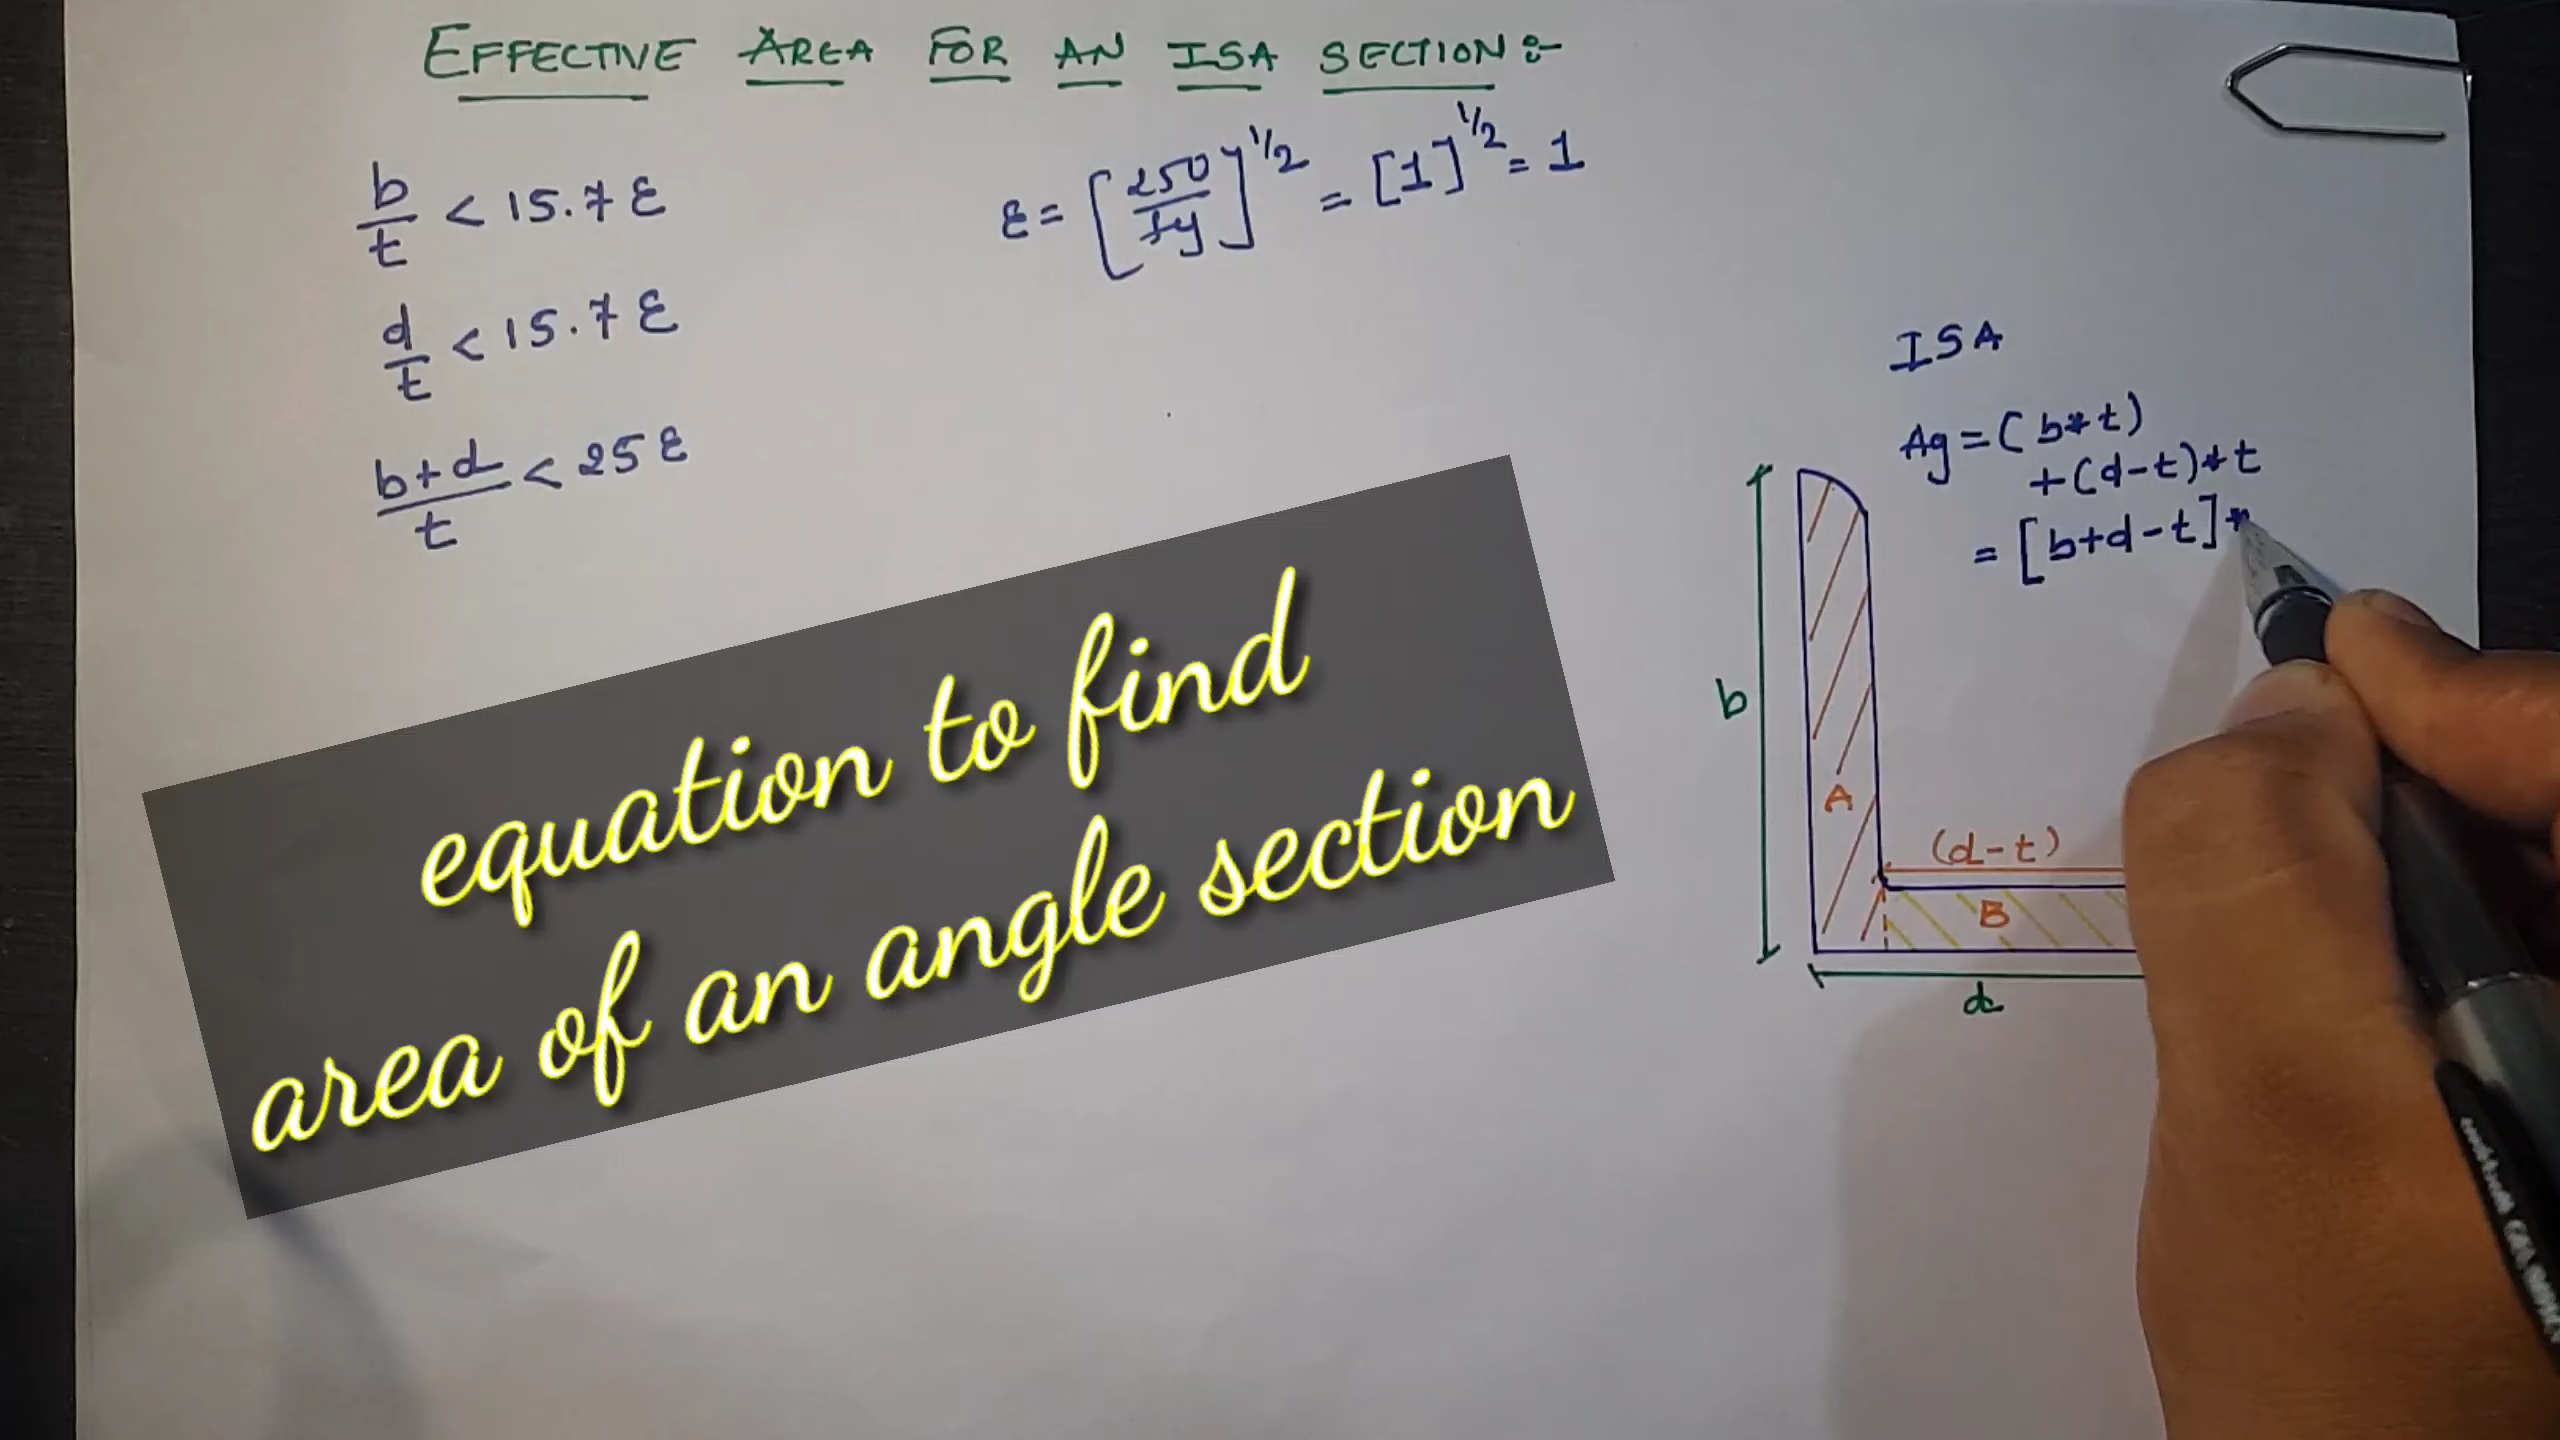 EFFECTIVE AREA FOR AN ISA SECTION :-
b/t < 15.7 ε
ε = [250/fy]^1/2 = [1]^1/2 = 1
d/t < 15.7 ε
b+d/t < 25 ε
ISA
Ag = (b*t)
+(d-t)*t
= [b+d-t]*
equation to find
area of an angle section
b
A
(d-t)
B
d